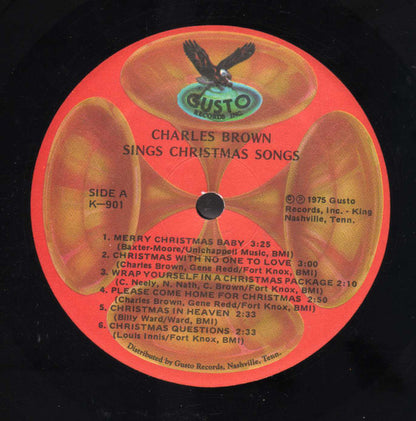 GUSTO
RECORDS INC.
CHARLES BROWN
SINGS CHRISTMAS SONGS
SIDE A
K—901
© ℗ 1975 Gusto
Records, Inc. - King
Nashville, Tenn.
1. MERRY CHRISTMAS BABY 3:25
(Baxter-Moore/Unichappell Music, BMI)
2. CHRISTMAS WITH NO ONE TO LOVE 3:00
(Charles Brown, Gene Redd/Fort Knox, BMI)
3. WRAP YOURSELF IN A CHRISTMAS PACKAGE 2:10
(C. Neely, N. Nath, C. Brown/Fort Knox, BMI)
4. PLEASE COME HOME FOR CHRISTMAS 2:50
(Charles Brown, Gene Redd/Fort Knox, BMI)
5. CHRISTMAS IN HEAVEN 2:33
(Billy Ward/Ward, BMI)
6. CHRISTMAS QUESTIONS 2:33
(Louis Innis/Fort Knox, BMI)
Distributed by Gusto Records, Nashville, Tenn.